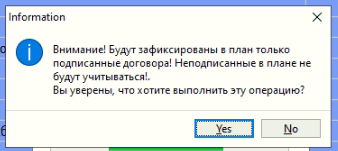 Information
Внимание! Будут зафиксированы в план только
подписанные договора! Неподписанные в плане не
будут учитываться!.
Вы уверены, что хотите выполнить эту операцию?
Yes
No